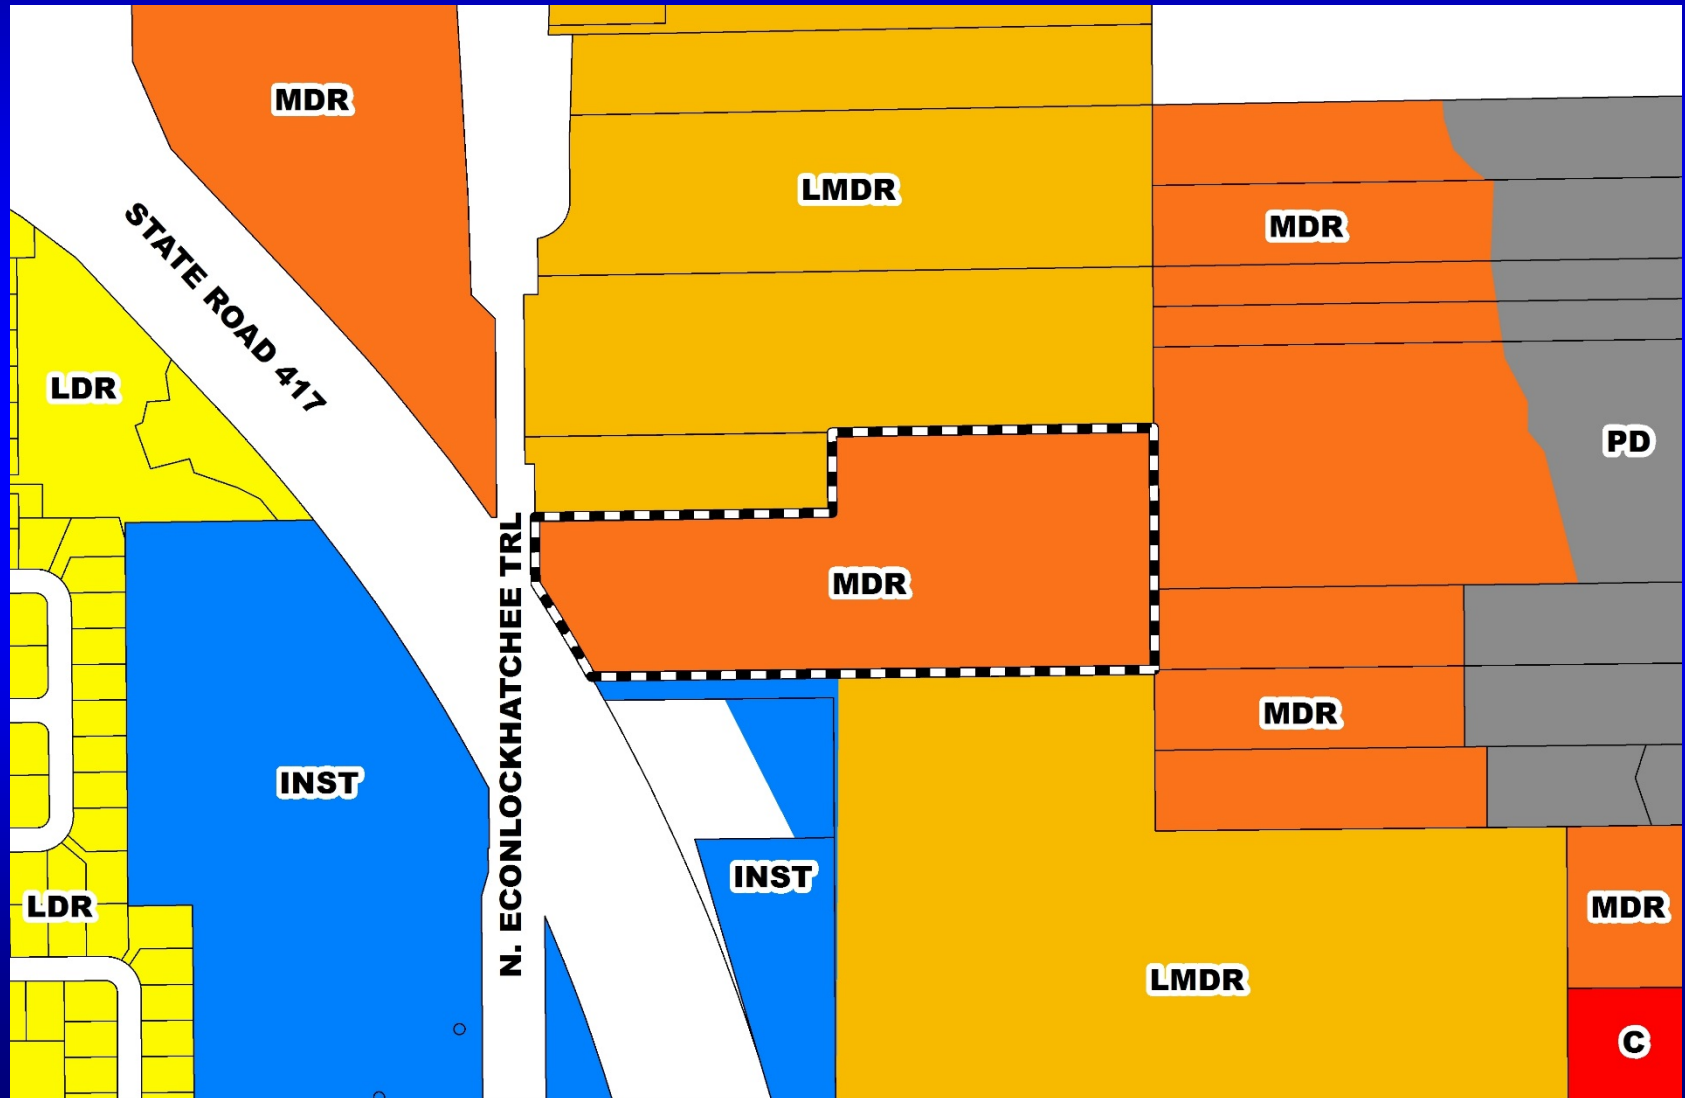 MDR
LMDR
MDR
STATE ROAD 417
LDR
PD
MDR
N. ECONLOCKHATCHEE TRL
MDR
INST
INST
LDR
MDR
LMDR
C